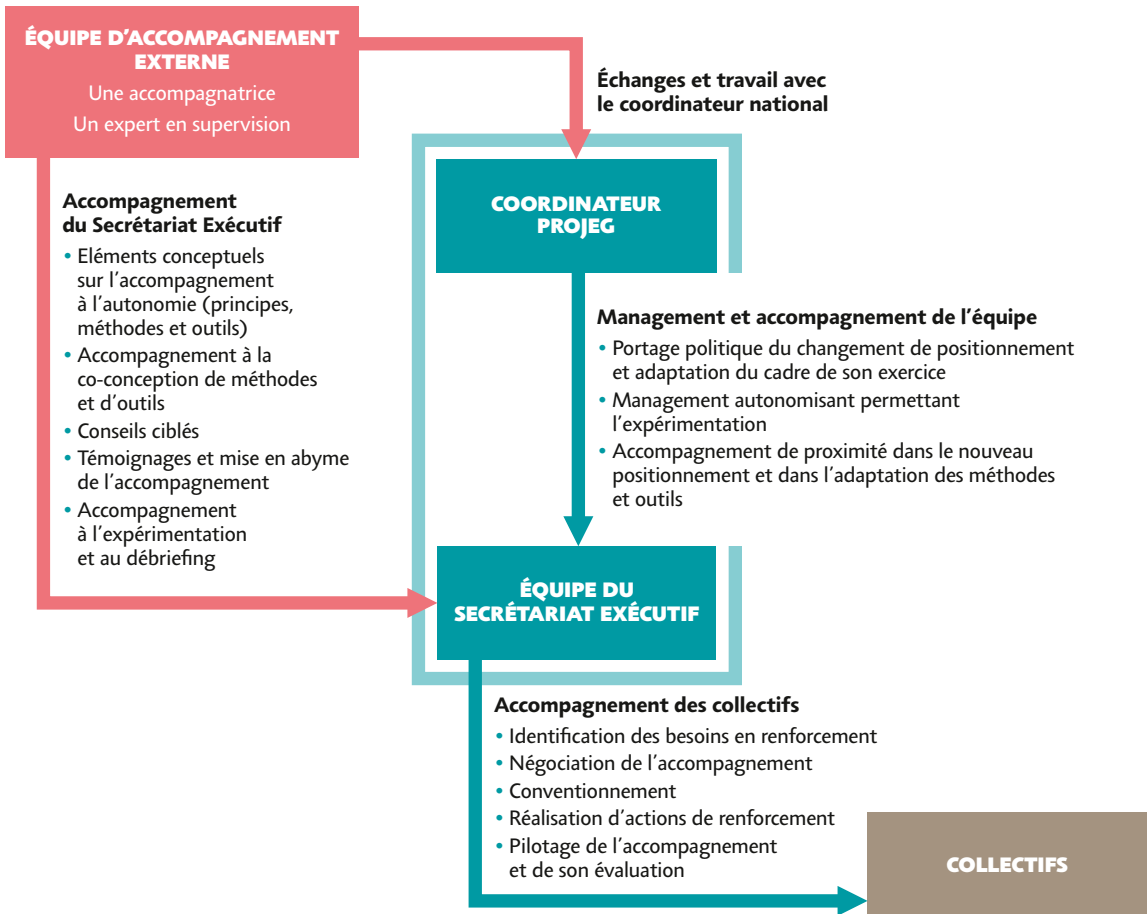 ÉQUIPE D'ACCOMPAGNEMENT
EXTERNE
Une accompagnatrice
Un expert en supervision
Échanges et travail avec
le coordinateur national
COORDINATEUR
PROJEG
Accompagnement
du Secrétariat Exécutif
• Eléments conceptuels
sur l'accompagnement
à l'autonomie (principes,
méthodes et outils)
• Accompagnement à la
co-conception de méthodes
et d'outils
• Conseils ciblés
• Témoignages et mise en abyme
de l'accompagnement
• Accompagnement
à l'expérimentation
et au débriefing
Management et accompagnement de l'équipe
• Portage politique du changement de positionnement
et adaptation du cadre de son exercice
• Management autonomisant permettant
l'expérimentation
• Accompagnement de proximité dans le nouveau
positionnement et dans l'adaptation des méthodes
et outils
ÉQUIPE DU
SECRÉTARIAT EXÉCUTIF
Accompagnement des collectifs
• Identification des besoins en renforcement
• Négociation de l'accompagnement
• Conventionnement
• Réalisation d'actions de renforcement
• Pilotage de l'accompagnement
et de son évaluation
COLLECTIFS